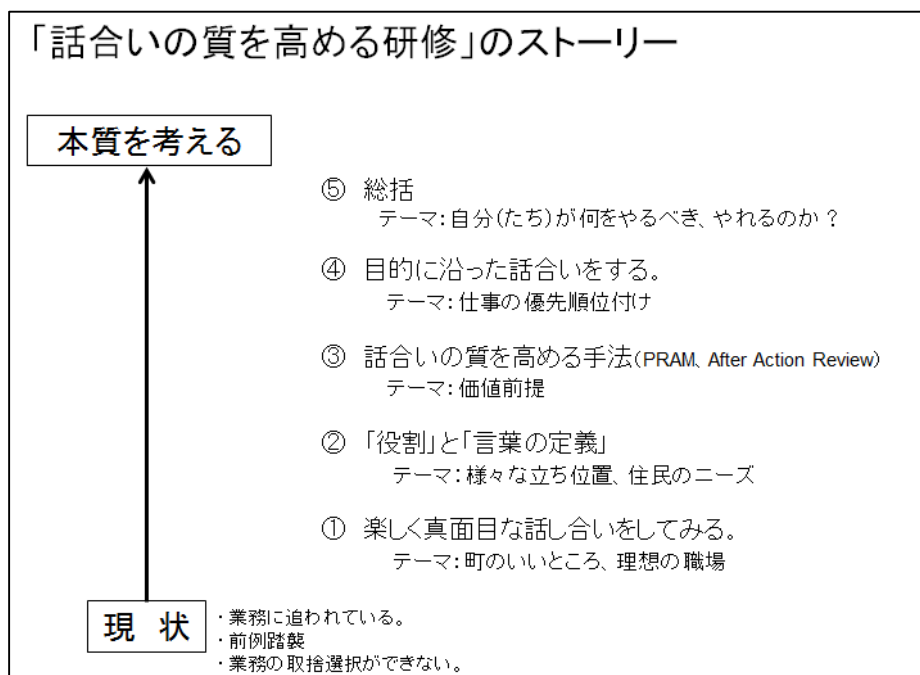 「話合いの質を高める研修」のストーリー
本質を考える
⑤ 総括
テーマ：自分(たち)が何をやるべき、やれるのか？
④ 目的に沿った話合いをする。
テーマ：仕事の優先順位付け
③ 話合いの質を高める手法(PRAM、After Action Review)
テーマ：価値前提
② 「役割」と「言葉の定義」
テーマ：様々な立ち位置、住民のニーズ
① 楽しく真面目な話し合いをしてみる。
テーマ：町のいいところ、理想の職場
現　状
・業務に追われている。
・前例踏襲
・業務の取捨選択ができない。